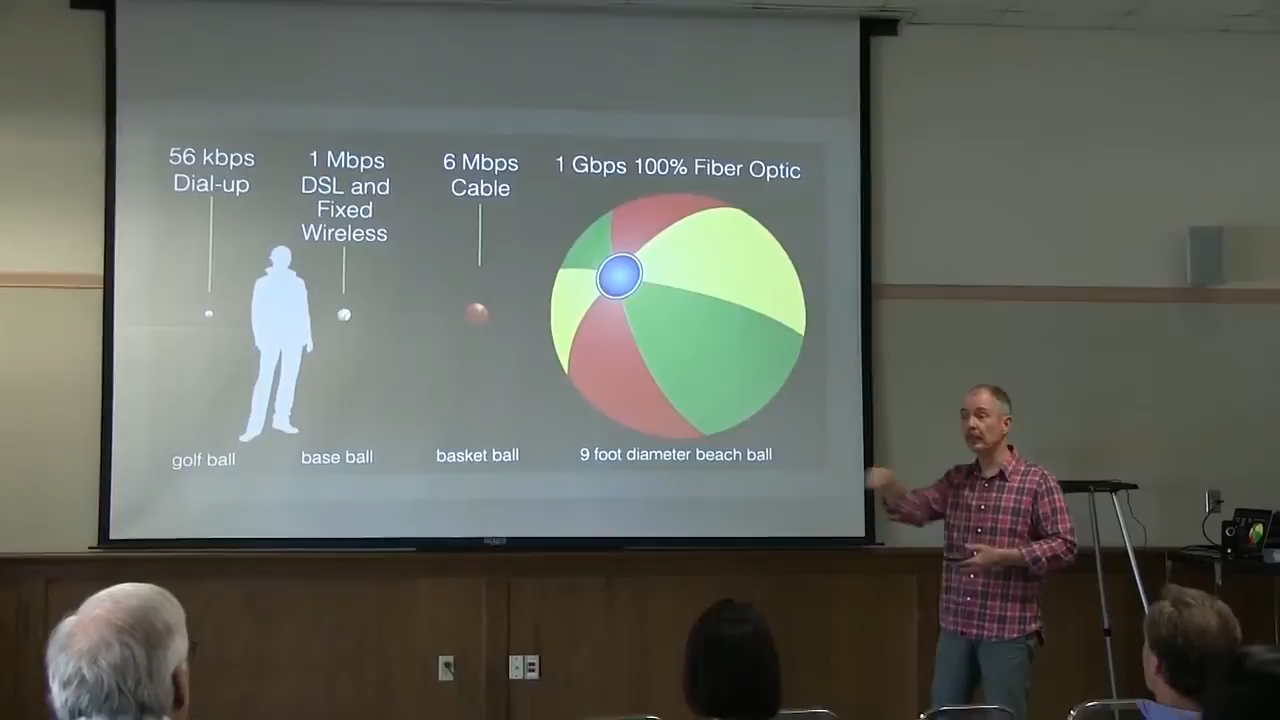 56 kbps
Dial-up
1 Mbps
DSL and
Fixed
Wireless
6 Mbps
Cable
1 Gbps 100% Fiber Optic
golf ball
base ball
basket ball
9 foot diameter beach ball